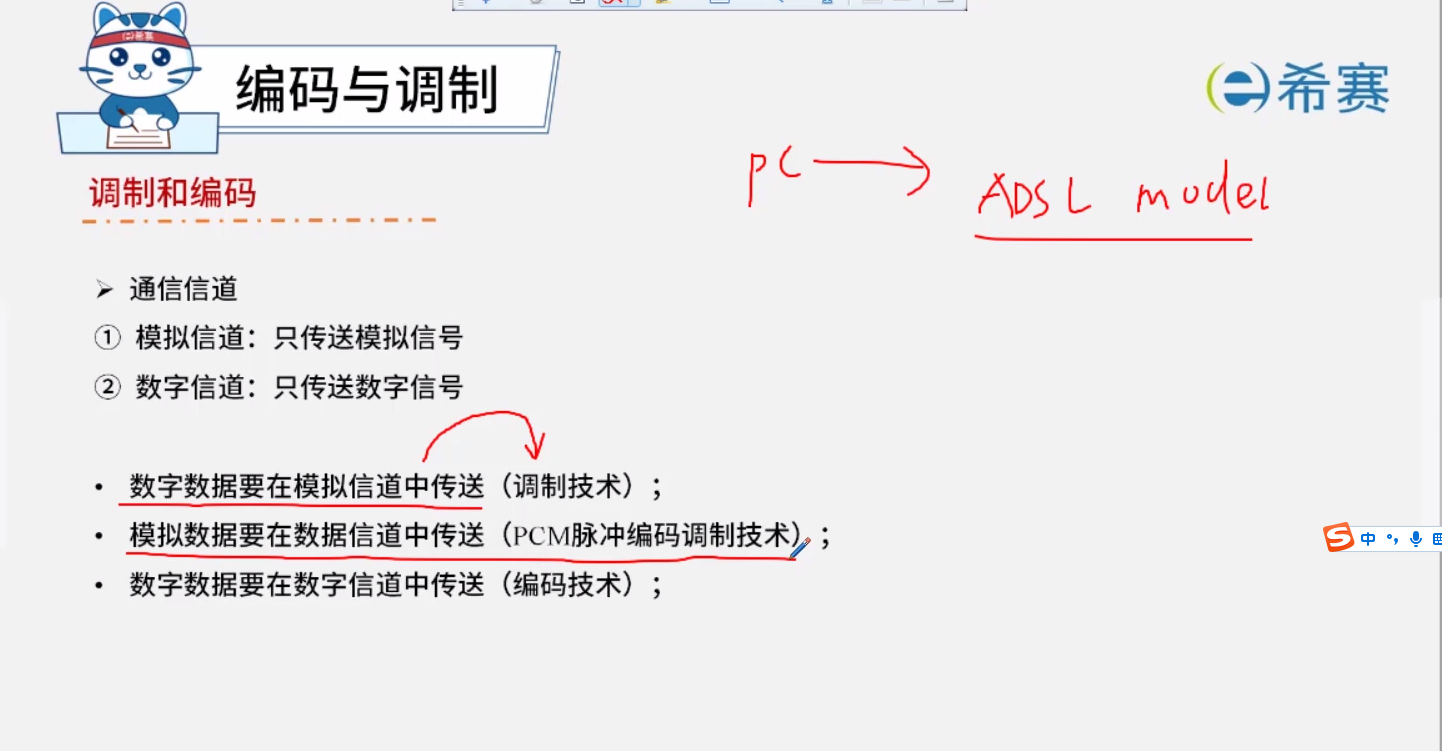 e希赛
编码与调制
e希赛
pc
ADSL model
调制和编码
➢ 通信信道
① 模拟信道：只传送模拟信号
② 数字信道：只传送数字信号
• 数字数据要在模拟信道中传送（调制技术）；
• 模拟数据要在数据信道中传送（PCM脉冲编码调制技术）；
• 数字数据要在数字信道中传送（编码技术）；
S 中